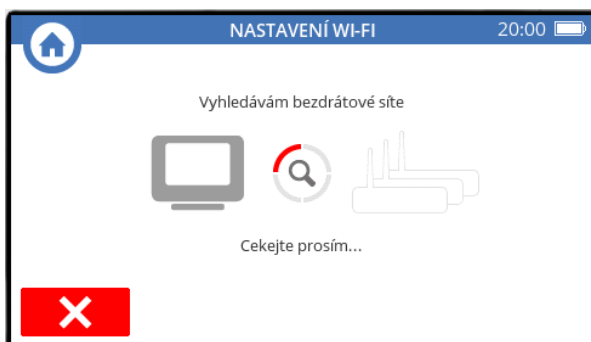 NASTAVENÍ WI-FI 20:00
Vyhledávám bezdrátové síte
Cekejte prosím...